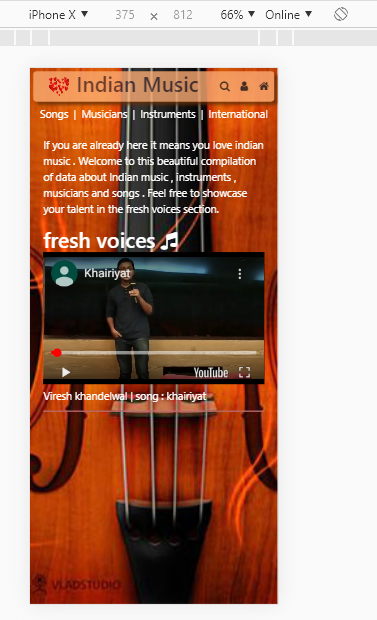 iPhone X ▼ 375 × 812 66% ▼ Online ▼
Indian Music
Songs | Musicians | Instruments | International
If you are already here it means you love indian
music . Welcome to this beautiful compilation
of data about Indian music , instruments ,
musicians and songs . Feel free to showcase
your talent in the fresh voices section.
fresh voices
Khairiyat
YouTube
Viresh khandelwal | song : khairiyat
VLADSTUDIO